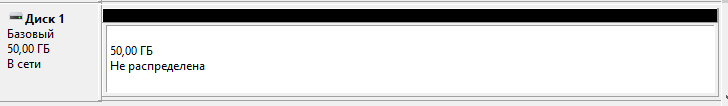 Диск 1
Базовый
50,00 ГБ
В сети
50,00 ГБ
Не распределена